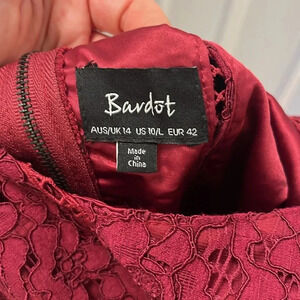 Bardot
AUS/UK 14 US 10/L EUR 42
Made
in
China